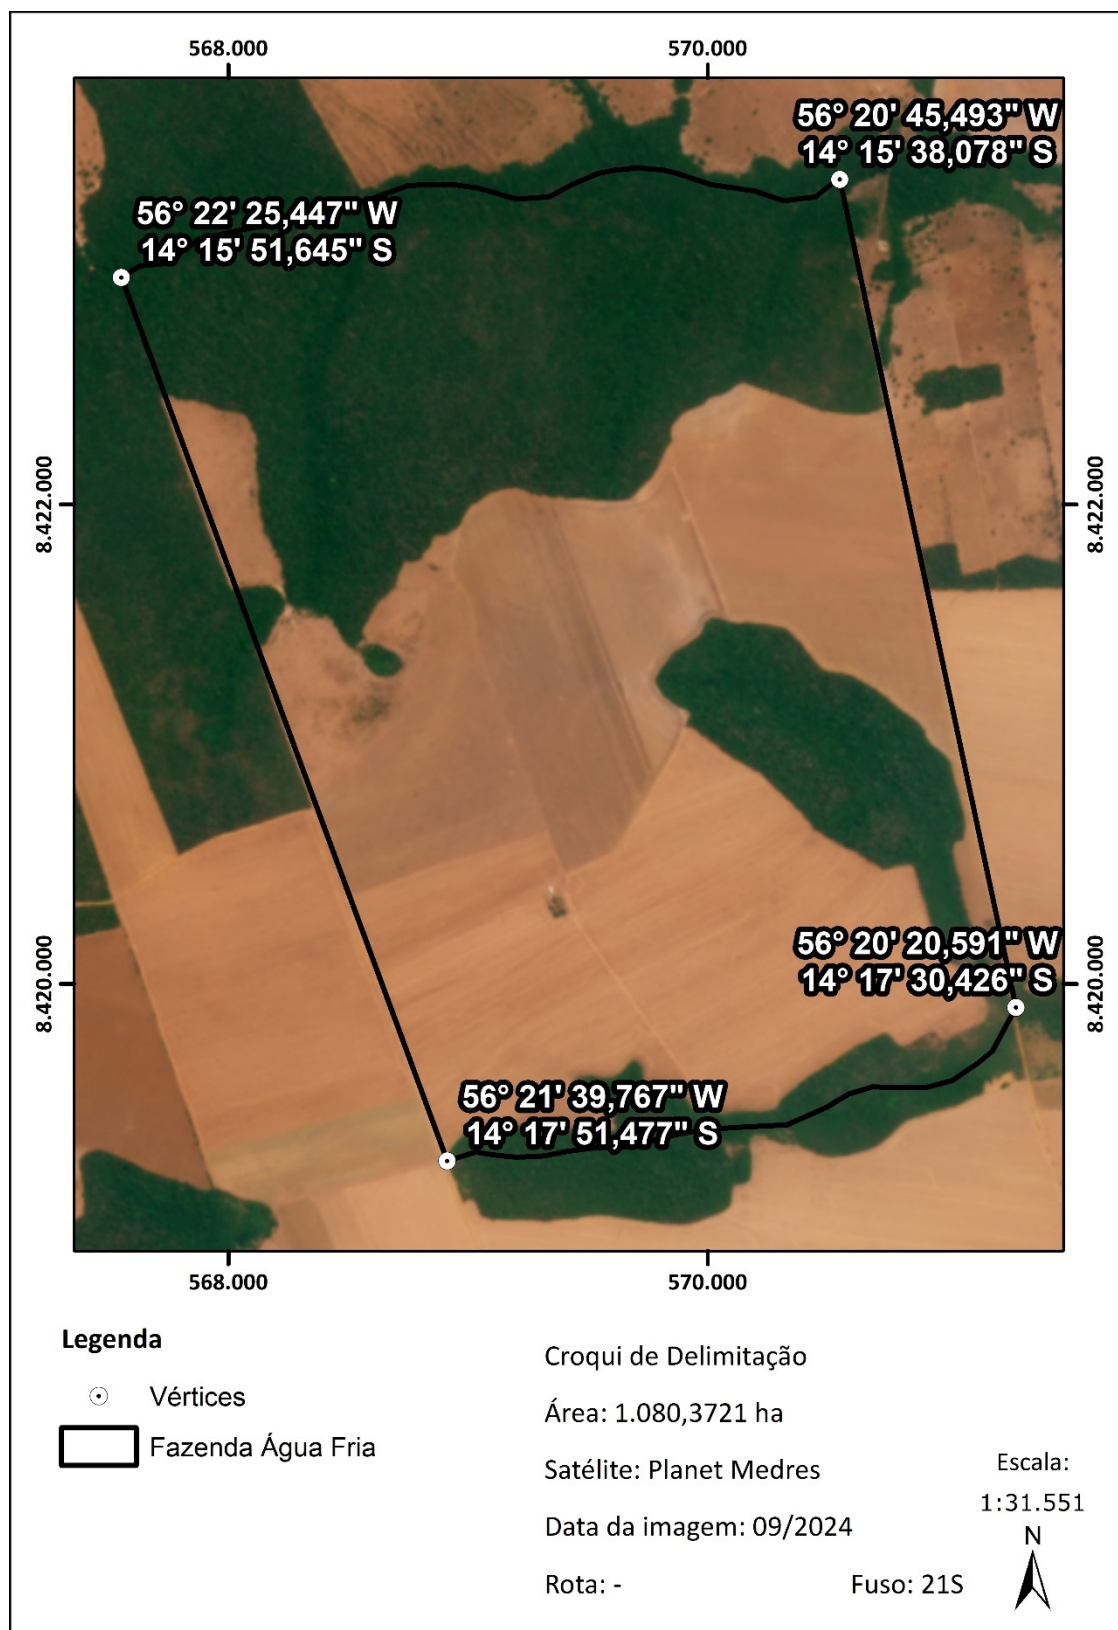 568.000
570.000
56° 20' 45,493" W
14° 15' 38,078" S
56° 22' 25,447" W
14° 15' 51,645" S
8.422.000
8.422.000
56° 20' 20,591" W
14° 17' 30,426" S
8.420.000
8.420.000
56° 21' 39,767" W
14° 17' 51,477" S
568.000
570.000
Legenda
Vértices
Fazenda Água Fria
Croqui de Delimitação
Área: 1.080,3721 ha
Satélite: Planet Medres
Data da imagem: 09/2024
Rota: -
Fuso: 21S
Escala:
1:31.551
N